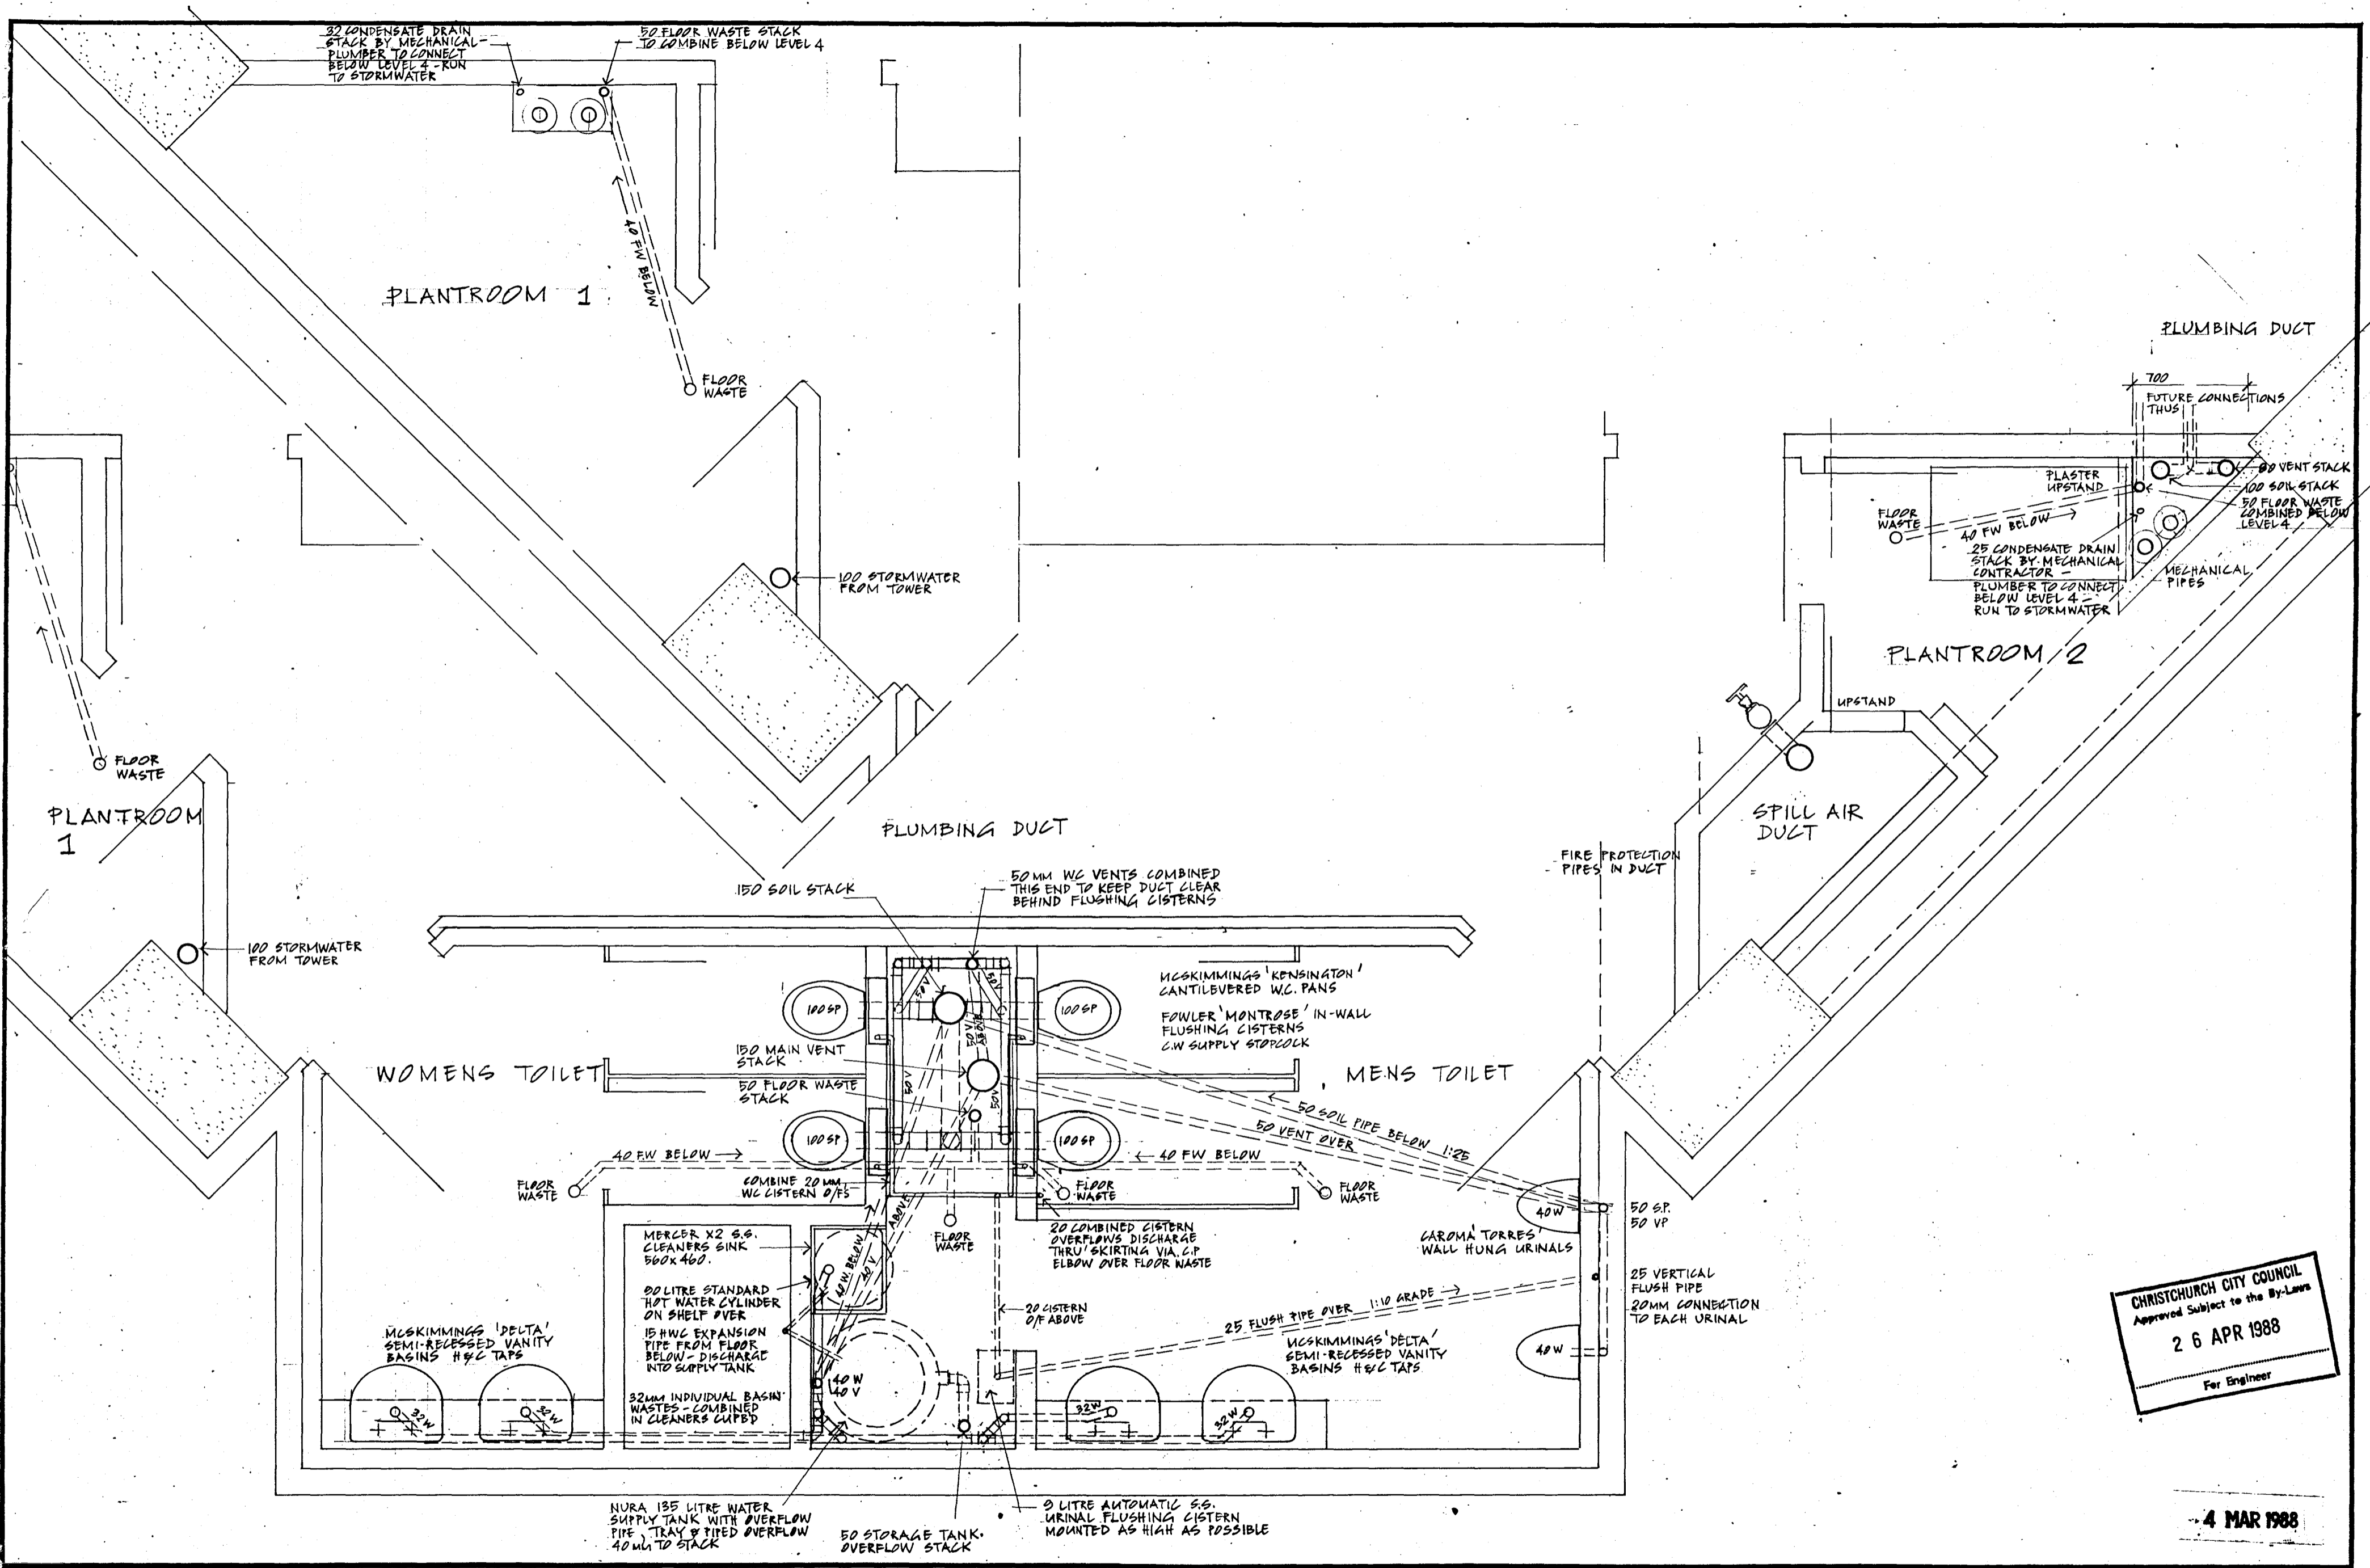 32 CONDENSATE DRAIN
STACK BY MECHANICAL -
PLUMBER TO CONNECT
BELOW LEVEL 4 - RUN
TO STORMWATER
50 FLOOR WASTE STACK
TO COMBINE BELOW LEVEL 4
40 FW BELOW
PLANTROOM 1
FLOOR
WASTE
PLUMBING DUCT
700
FUTURE CONNECTIONS
THUS
80 VENT STACK
100 SOIL STACK
50 FLOOR WASTE
COMBINED BELOW
LEVEL 4
PLASTER
UPSTAND
FLOOR
WASTE
40 FW BELOW
25 CONDENSATE DRAIN
STACK BY MECHANICAL
CONTRACTOR -
PLUMBER TO CONNECT
BELOW LEVEL 4 -
RUN TO STORMWATER
MECHANICAL
PIPES
100 STORMWATER
FROM TOWER
PLANTROOM 2
UPSTAND
FLOOR
WASTE
PLANTROOM
1
SPILL AIR
DUCT
PLUMBING DUCT
FIRE PROTECTION
PIPES IN DUCT
150 SOIL STACK
50 MM WC VENTS COMBINED
THIS END TO KEEP DUCT CLEAR
BEHIND FLUSHING CISTERNS
100 STORMWATER
FROM TOWER
50V
50V
100 SP
100 SP
MCSKIMMINGS 'KENSINGTON'
CANTILEVERED W.C. PANS
FOWLER 'MONTROSE' IN-WALL
FLUSHING CISTERNS
C.W SUPPLY STOPCOCK
50V
ABOVE
150 MAIN VENT
STACK
WOMENS TOILET
MENS TOILET
50 FLOOR WASTE
STACK
50V
50V
50 SOIL PIPE BELOW 1:25
50 VENT OVER
100 SP
100 SP
40 FW BELOW
40 FW BELOW
FLOOR
WASTE
COMBINE 20 MM
WC CISTERN O/FS
FLOOR
WASTE
FLOOR
WASTE
ABOVE
FLOOR
WASTE
40W
50 S.P.
50 VP
20 COMBINED CISTERN
OVERFLOWS DISCHARGE
THRU' SKIRTING VIA. C.P
ELBOW OVER FLOOR WASTE
CAROMA 'TORRES'
WALL HUNG URINALS
MERCER X2 S.S.
CLEANERS SINK
560x460.
40 W. BELOW
40 V
90 LITRE STANDARD
HOT WATER CYLINDER
ON SHELF OVER
25 VERTICAL
FLUSH PIPE
20MM CONNECTION
TO EACH URINAL
20 CISTERN
O/F ABOVE
25 FLUSH PIPE OVER 1:10 GRADE
15 HWC EXPANSION
PIPE FROM FLOOR
BELOW - DISCHARGE
INTO SUPPLY TANK
MCSKIMMINGS 'DELTA'
SEMI-RECESSED VANITY
BASINS H&C TAPS
MCSKIMMINGS 'DELTA'
SEMI-RECESSED VANITY
BASINS H&C TAPS
40W
40 W
40 V
32MM INDIVIDUAL BASIN
WASTES - COMBINED
IN CLEANERS CUPB'D
32W
32W
32W
32W
NURA 135 LITRE WATER
SUPPLY TANK WITH OVERFLOW
PIPE, TRAY & PIPED OVERFLOW
40 MM TO STACK
50 STORAGE TANK.
OVERFLOW STACK
9 LITRE AUTOMATIC S.S.
URINAL FLUSHING CISTERN
MOUNTED AS HIGH AS POSSIBLE
CHRISTCHURCH CITY COUNCIL
Approved Subject to the By-Laws
26 APR 1988
For Engineer
4 MAR 1988